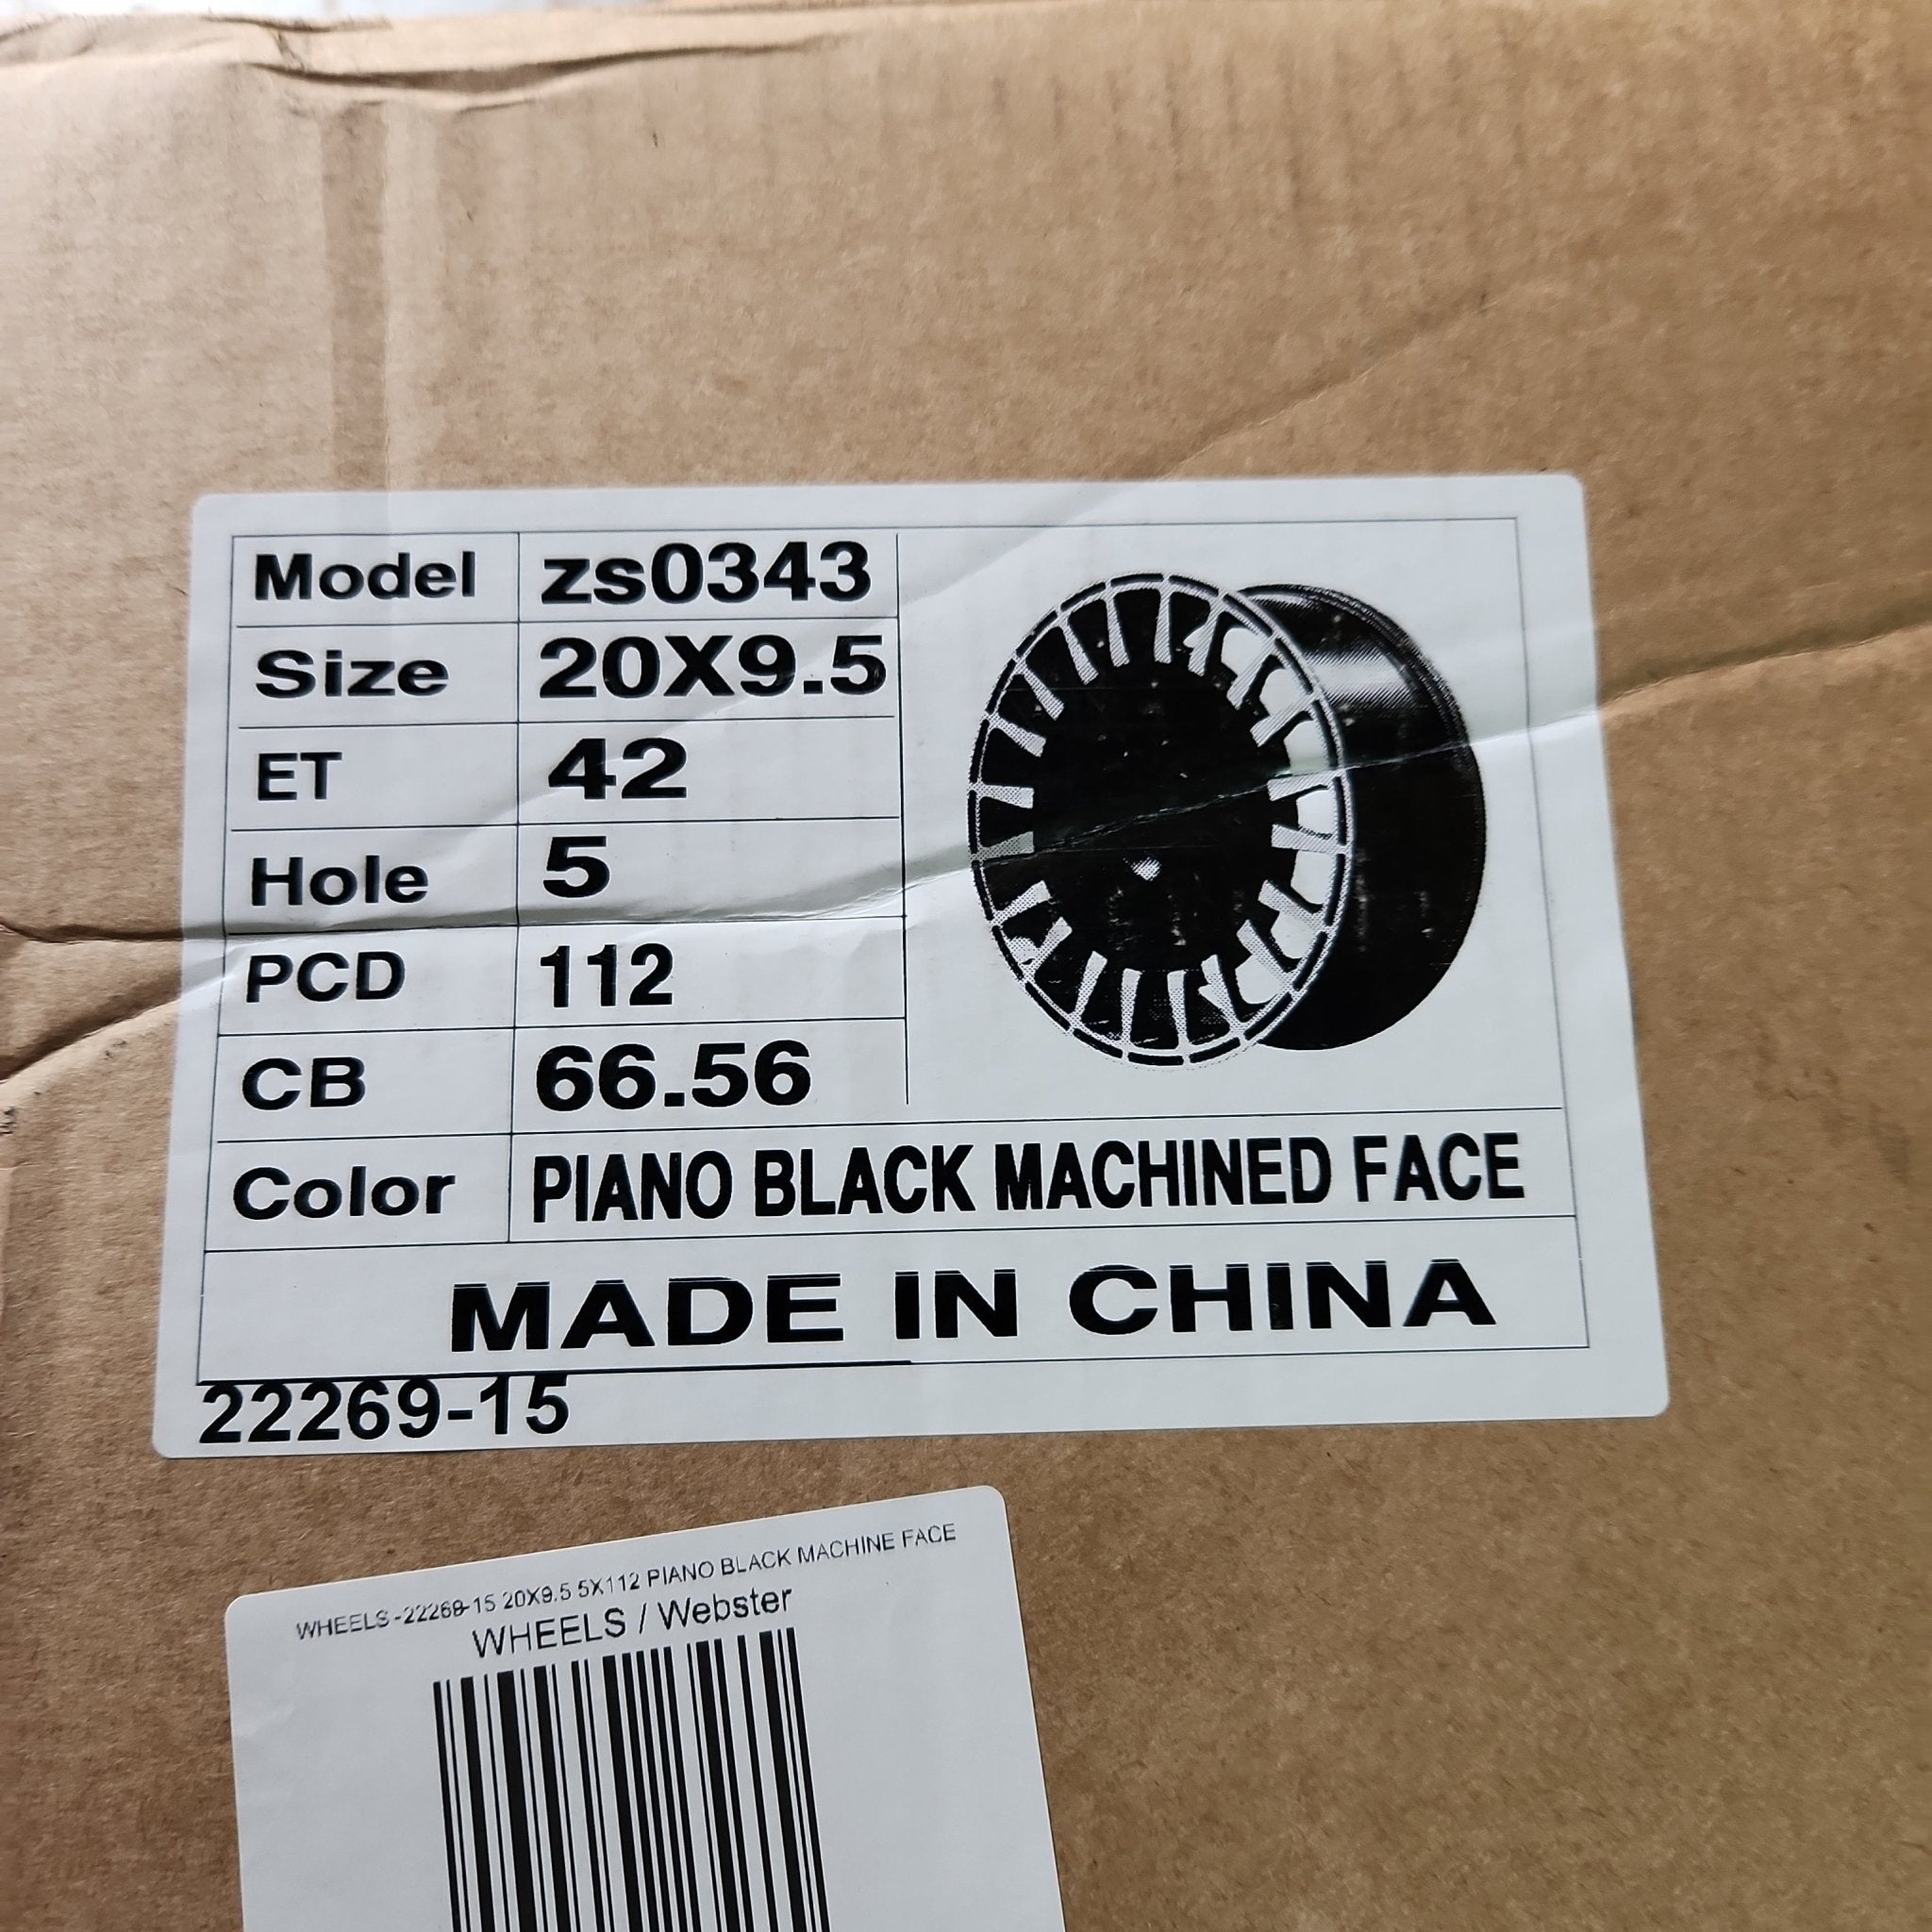 Model zs0343
Size 20X9.5
ET 42
Hole 5
PCD 112
CB 66.56
Color PIANO BLACK MACHINED FACE
MADE IN CHINA
22269-15
WHEELS-22269-15 20X9.5 5X112 PIANO BLACK MACHINE FACE
WHEELS / Webster